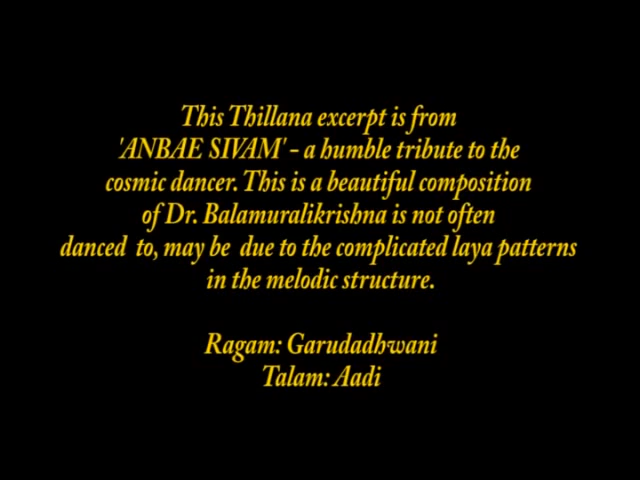 This Thillana excerpt is from
'ANBAE SIVAM' - a humble tribute to the
cosmic dancer. This is a beautiful composition
of Dr. Balamuralikrishna is not often
danced to, may be due to the complicated laya patterns
in the melodic structure.
Ragam: Garudadhwani
Talam: Aadi